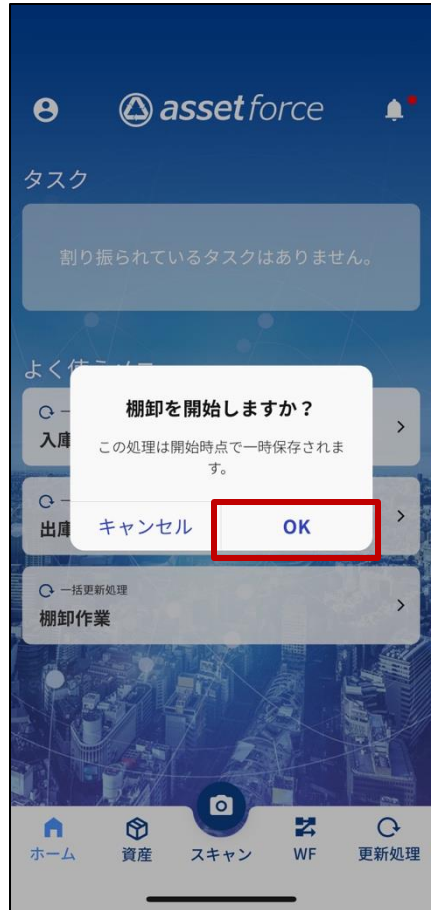 assetforce
タスク
割り振られているタスクはありません。
よく使
棚卸を開始しますか？
この処理は開始時点で一時保存されま
す。
キャンセル OK
入庫
出庫
一括更新処理
棚卸作業
ホーム 資産 スキャン WF 更新処理